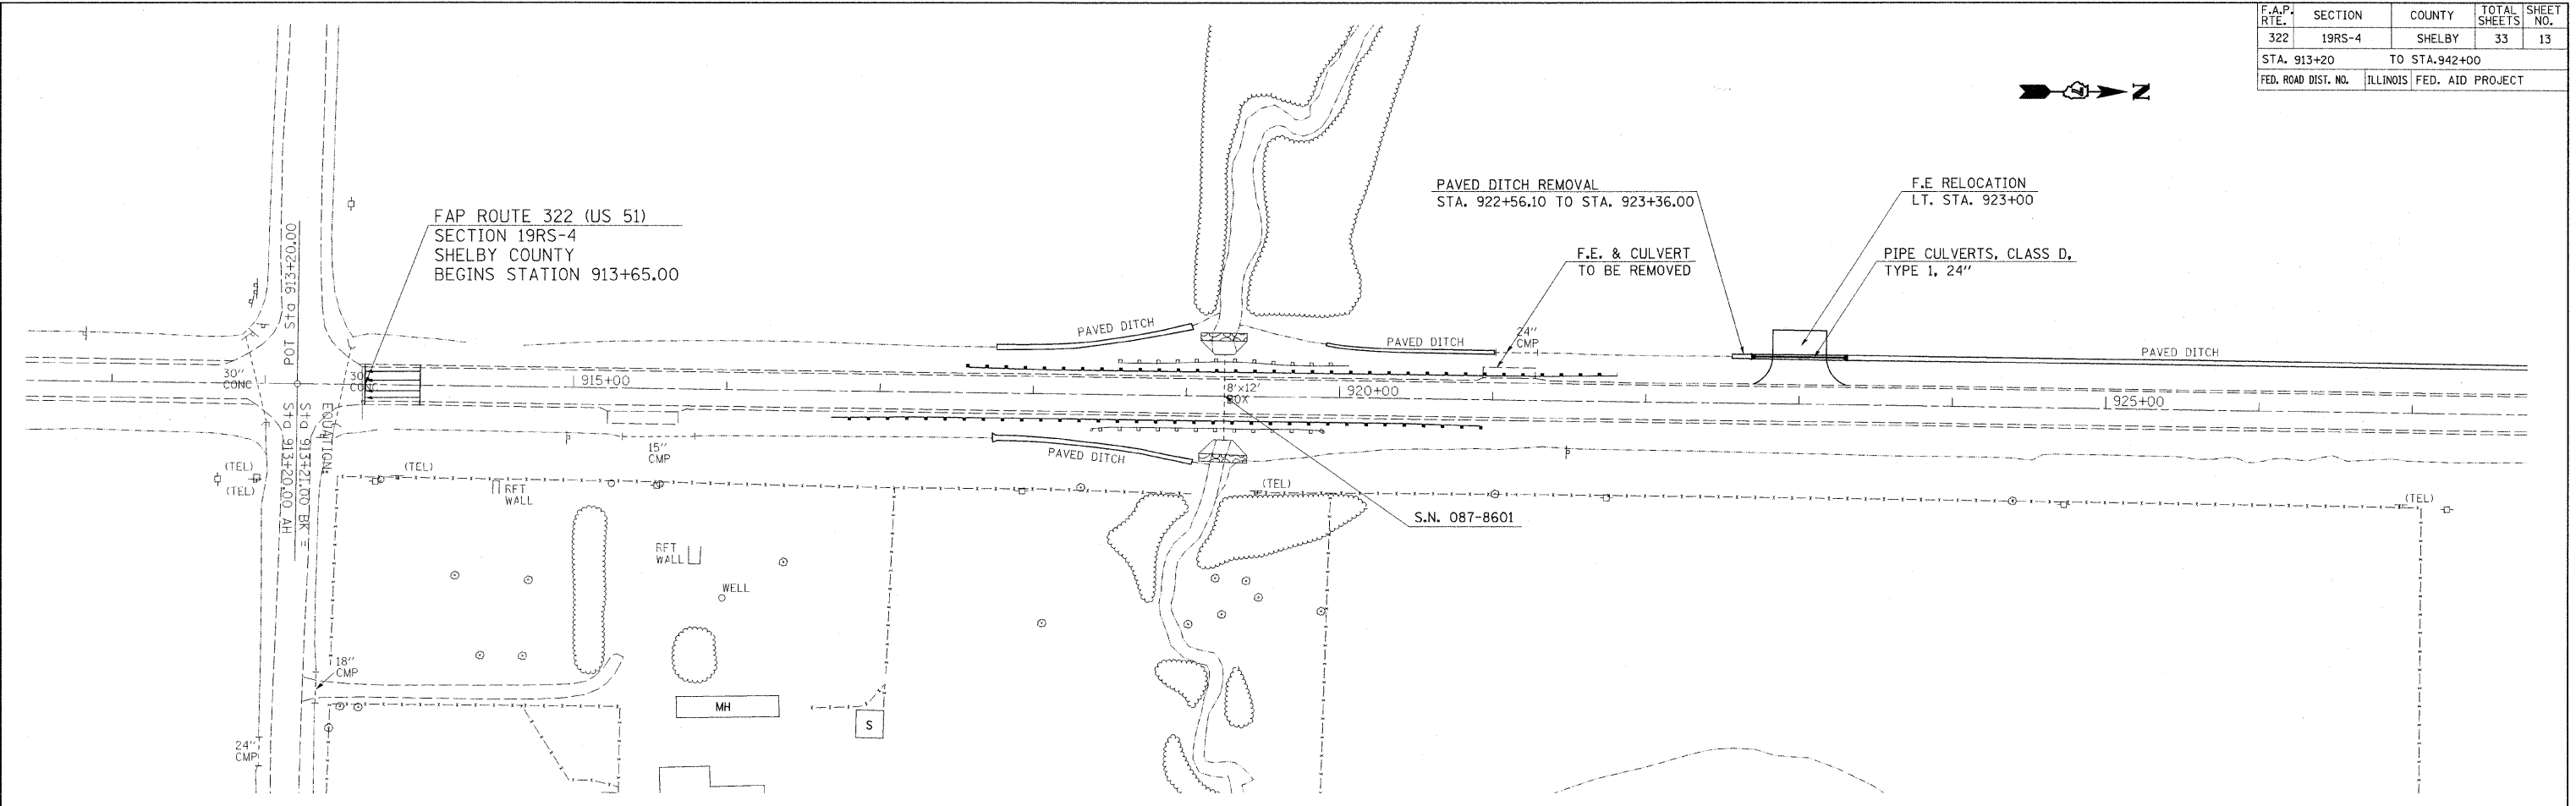 F.A.P. RTE. SECTION COUNTY TOTAL SHEETS SHEET NO.
322 19RS-4 SHELBY 33 13
STA. 913+20 TO STA.942+00
FED. ROAD DIST. NO. ILLINOIS FED. AID PROJECT
N
FAP ROUTE 322 (US 51)
SECTION 19RS-4
SHELBY COUNTY
BEGINS STATION 913+65.00
PAVED DITCH REMOVAL
STA. 922+56.10 TO STA. 923+36.00
F.E RELOCATION
LT. STA. 923+00
F.E. & CULVERT
TO BE REMOVED
PIPE CULVERTS, CLASS D,
TYPE 1, 24"
POT Sta 913+20.00
EQUATION:
Sta 913+21.00 BK =
Sta 913+20.00 AH
30"
CONC
30"
CONC
915+00
PAVED DITCH
PAVED DITCH
24"
CMP
PAVED DITCH
8'x12'
BOX
920+00
925+00
15"
CMP
PAVED DITCH
(TEL)
(TEL)
(TEL)
(TEL)
(TEL)
RFT
WALL
S.N. 087-8601
RFT
WALL
WELL
18"
CMP
MH
S
24"
CMP